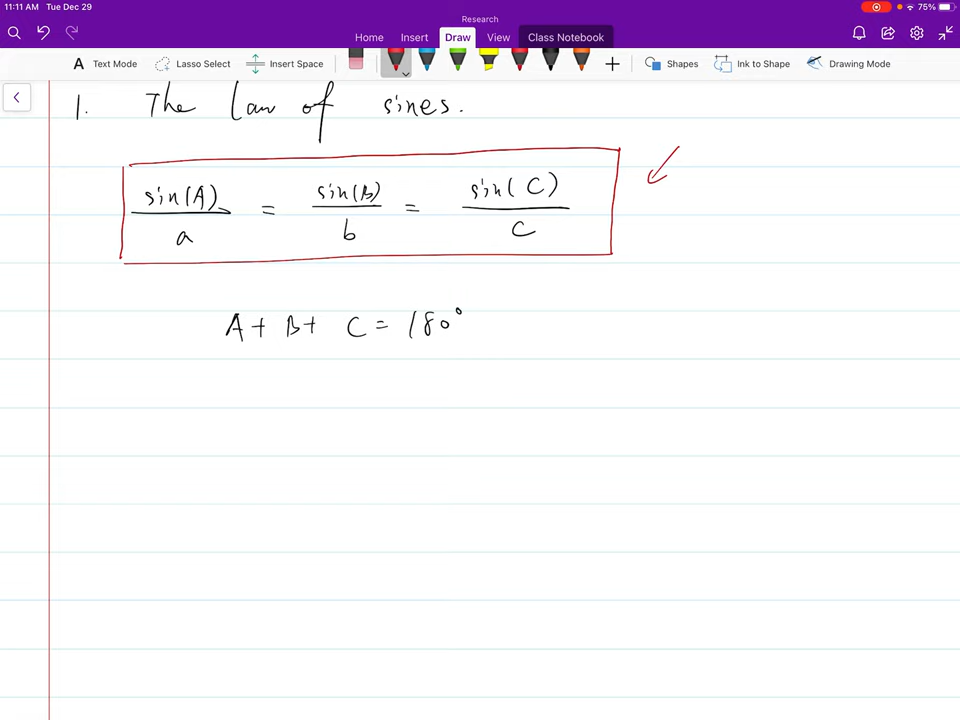 11:11 AM Tue Dec 29
75%
Research
Home Insert Draw View Class Notebook
A Text Mode Lasso Select Insert Space Shapes Ink to Shape Drawing Mode
1. The Law of sines.
sin(A) / a = sin(B) / b = sin(C) / c
A + B + C = 180°